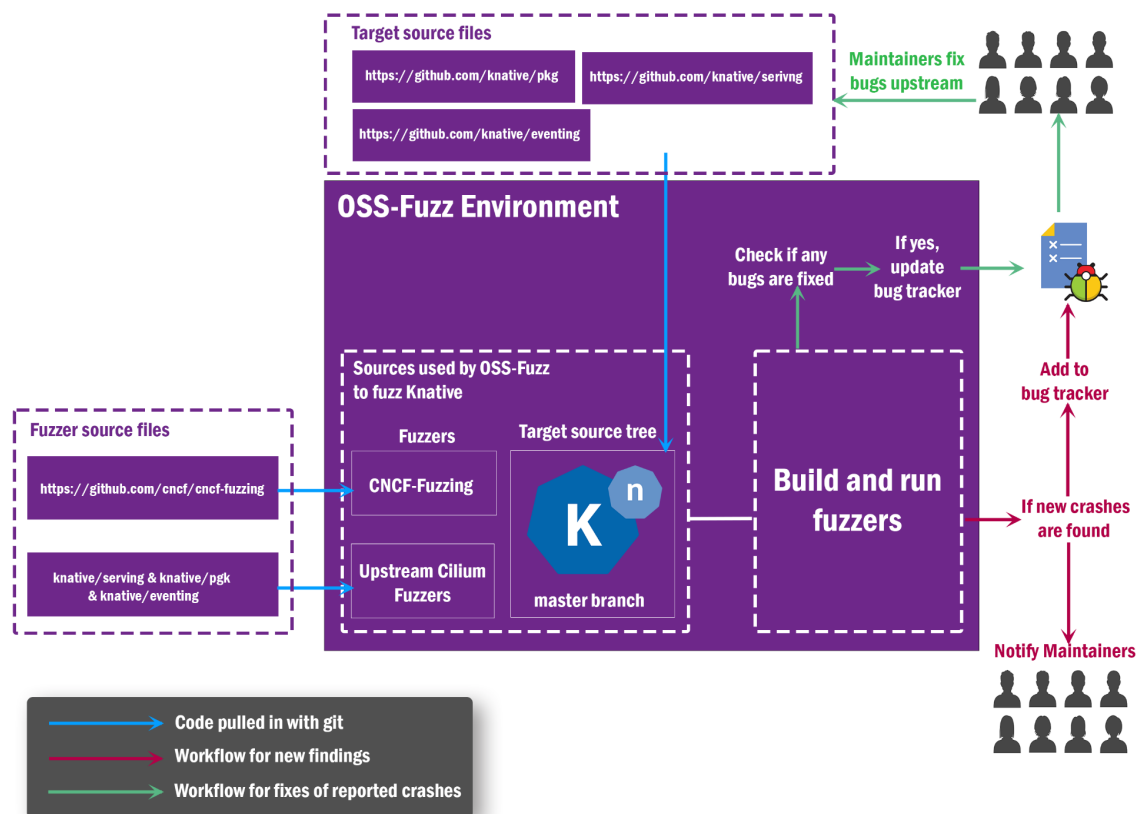 Target source files
https://github.com/knative/pkg
https://github.com/knative/serivng
https://github.com/knative/eventing
Maintainers fix
bugs upstream
OSS-Fuzz Environment
Check if any
bugs are fixed
If yes,
update
bug tracker
Sources used by OSS-Fuzz
to fuzz Knative
Fuzzers
CNCF-Fuzzing
Upstream Cilium
Fuzzers
Target source tree
K
n
master branch
Build and run
fuzzers
Add to
bug tracker
If new crashes
are found
Notify Maintainers
Fuzzer source files
https://github.com/cncf/cncf-fuzzing
knative/serving & knative/pgk
& knative/eventing
Code pulled in with git
Workflow for new findings
Workflow for fixes of reported crashes